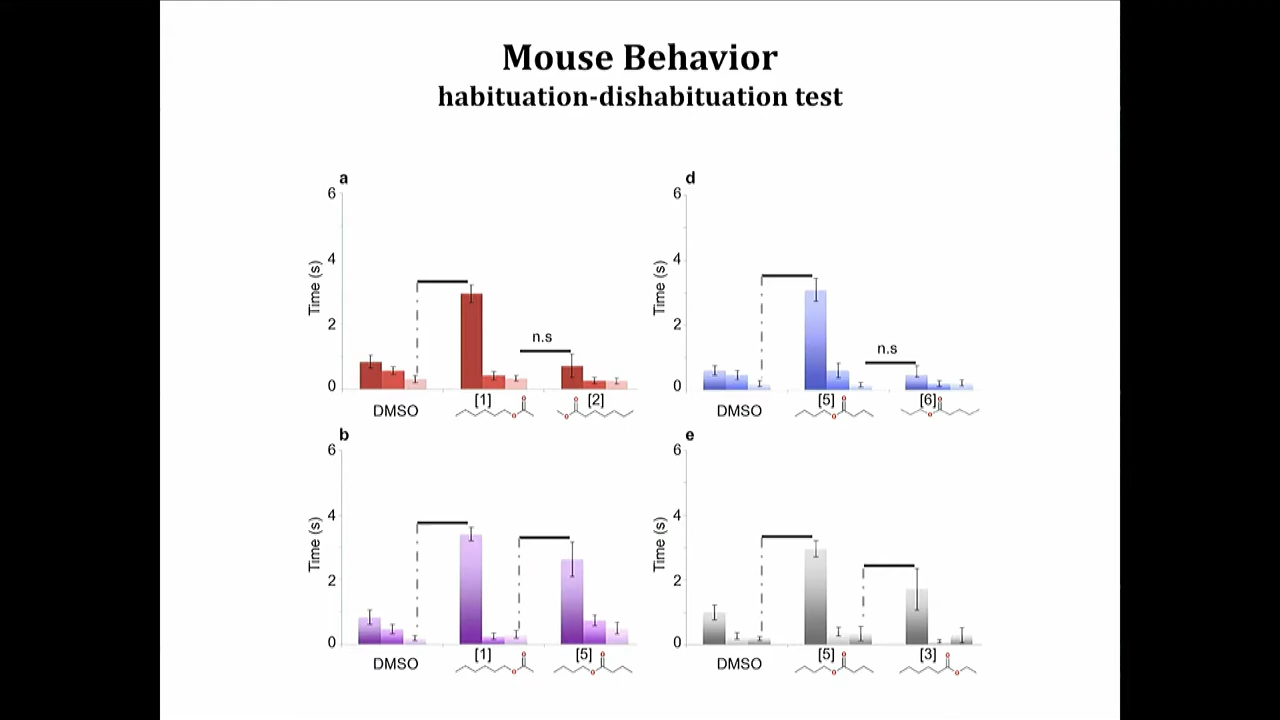 Mouse Behavior
habituation-dishabituation test
a
6
4
2
0
Time (s)
n.s
DMSO
[1]
[2]
d
6
4
2
0
Time (s)
n.s
DMSO
[5]
[6]
b
6
4
2
0
Time (s)
DMSO
[1]
[5]
e
6
4
2
0
Time (s)
DMSO
[5]
[3]